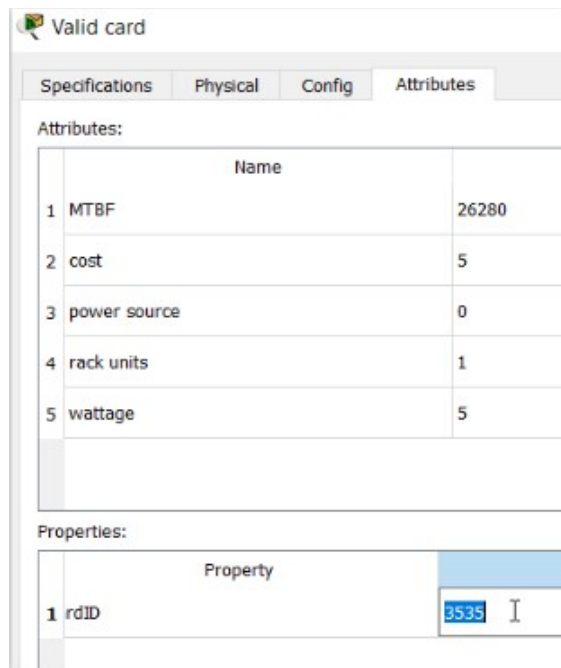 Valid card
Specifications Physical Config Attributes
Attributes:
Name
1 MTBF 26280
2 cost 5
3 power source 0
4 rack units 1
5 wattage 5
Properties:
Property
1 rdID 3535